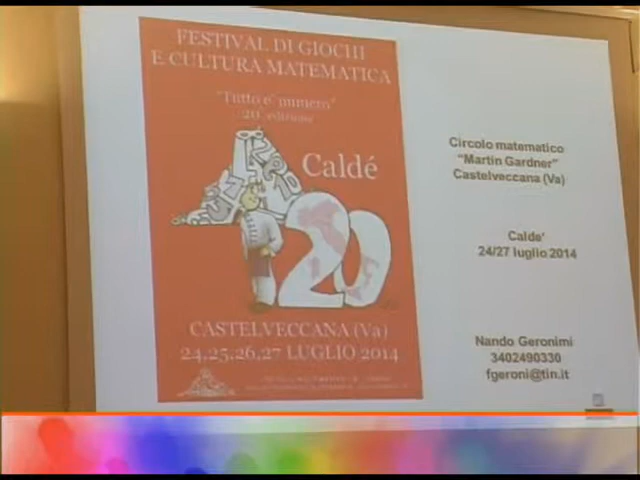 FESTIVAL DI GIOCHI
E CULTURA MATEMATICA
"Tutto e' numero"
20^ edizione
Caldé
20
CASTELVECCANA (Va)
24,25,26,27 LUGLIO 2014
Circolo matematico
"Martin Gardner"
Castelveccana (Va)
Calde'
24/27 luglio 2014
Nando Geronimi
3402490330
fgeroni@tin.it